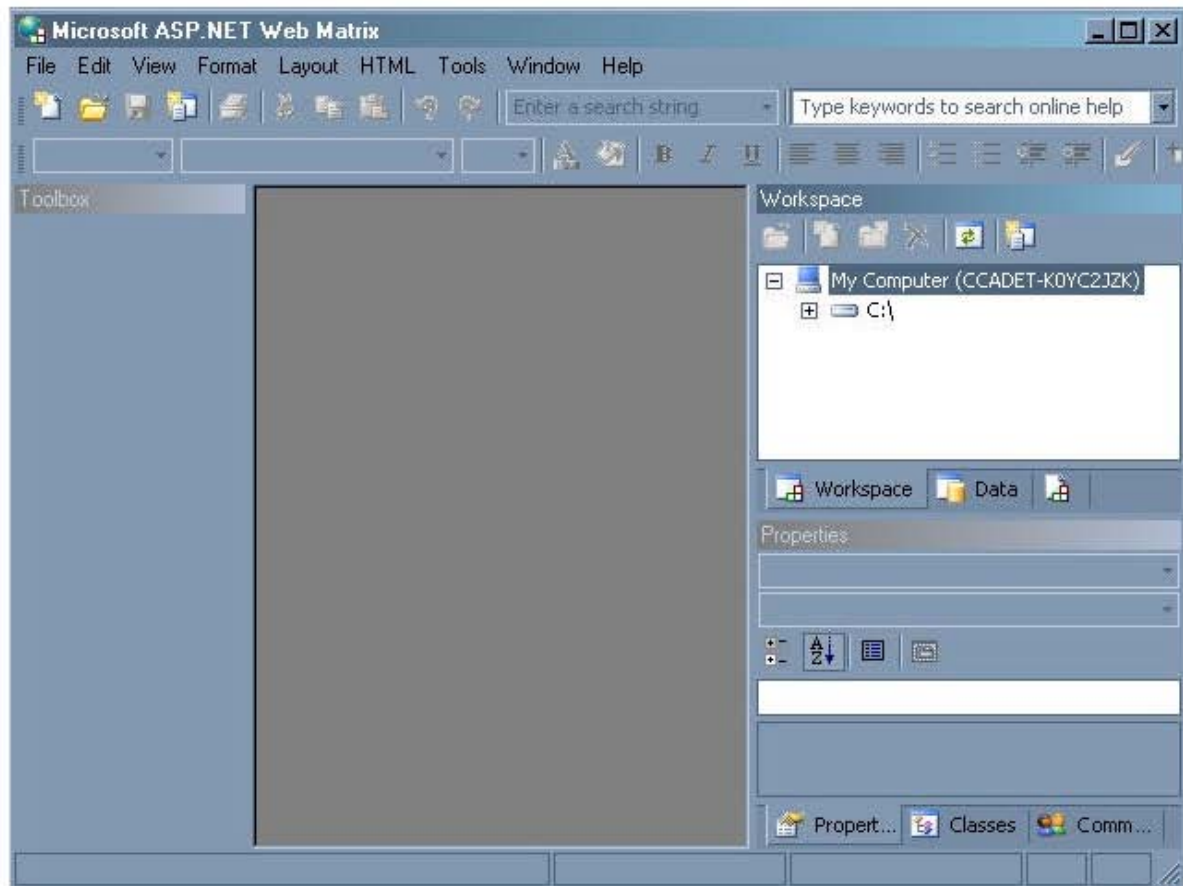 Microsoft ASP.NET Web Matrix
File Edit View Format Layout HTML Tools Window Help
Enter a search string Type keywords to search online help
B I U
Toolbox
Workspace
My Computer (CCADET-K0YC2JZK)
C:\
Workspace Data
Properties
A Z
Propert... Classes Comm...